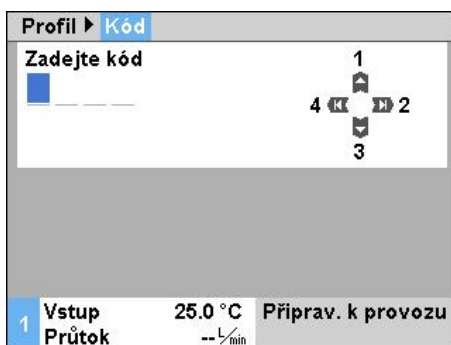 Profil ▶ Kód
Zadejte kód
1
4 2
3
1 Vstup 25.0 °C Připrav. k provozu
Průtok -- L/min